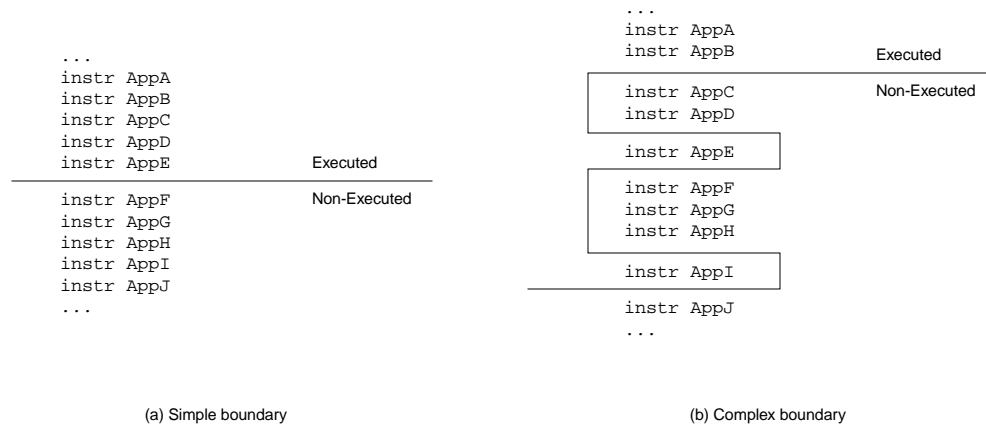 ...
instr AppA
instr AppB
instr AppC
instr AppD
instr AppE
Executed
Non-Executed
instr AppF
instr AppG
instr AppH
instr AppI
instr AppJ
...
(a) Simple boundary
...
instr AppA
instr AppB
Executed
Non-Executed
instr AppC
instr AppD
instr AppE
instr AppF
instr AppG
instr AppH
instr AppI
instr AppJ
...
(b) Complex boundary